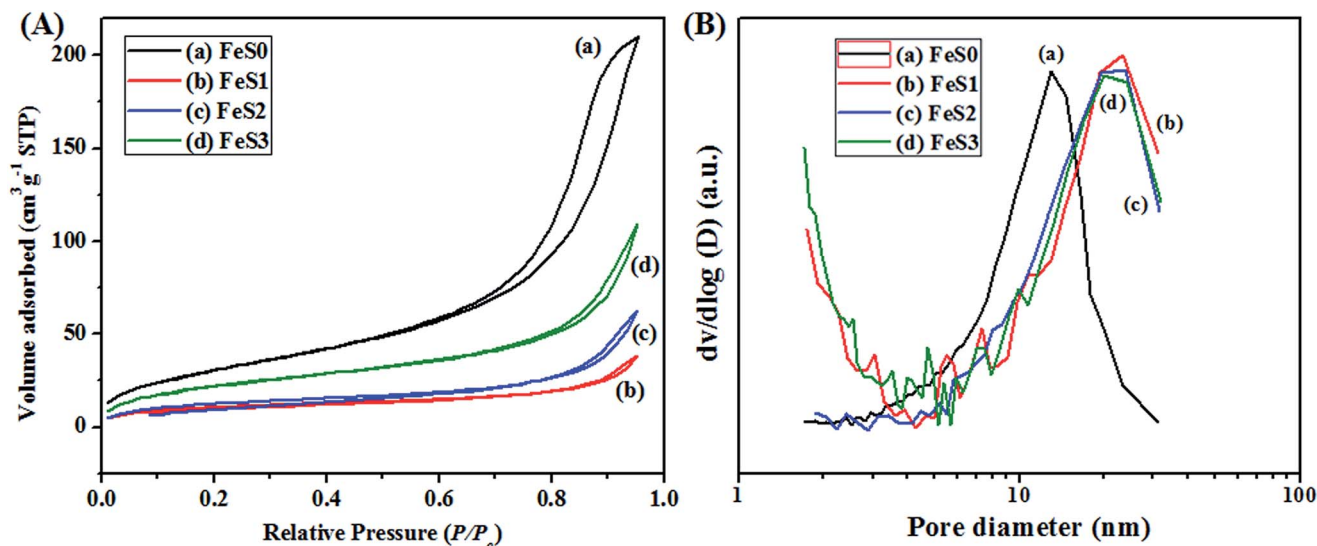 (A)
Volume adsorbed (cm³ g⁻¹ STP)
200
150
100
50
0
(a) FeS0
(b) FeS1
(c) FeS2
(d) FeS3
(a)
(d)
(c)
(b)
0.0 0.2 0.4 0.6 0.8 1.0
Relative Pressure (P/P₀)
(B)
dv/dlog (D) (a.u.)
(a) FeS0
(b) FeS1
(c) FeS2
(d) FeS3
(a)
(d)
(b)
(c)
1 10 100
Pore diameter (nm)